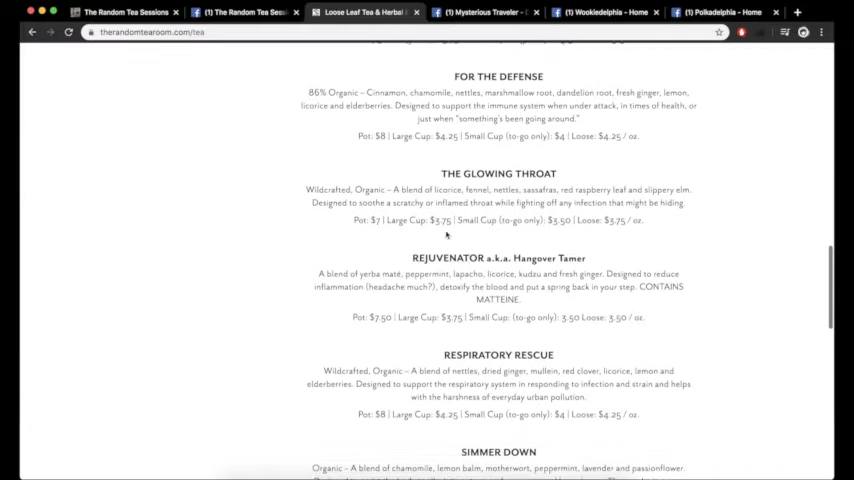 The Random Tea Sessions
(1) The Random Tea Sessi
Loose Leaf Tea & Herbal
(1) Mysterious Traveler - D
(1) Wookiedelphia - Home
(1) Polkadelphia - Home
therandomtearoom.com/tea
FOR THE DEFENSE
86% Organic – Cinnamon, chamomile, nettles, marshmallow root, dandelion root, fresh ginger, lemon,
licorice and elderberries. Designed to support the immune system when under attack, in times of health, or
just when “something’s been going around.”
Pot: $8 | Large Cup: $4.25 | Small Cup (to-go only): $4 | Loose: $4.25 / oz.
THE GLOWING THROAT
Wildcrafted, Organic – A blend of licorice, fennel, nettles, sassafras, red raspberry leaf and slippery elm.
Designed to soothe a scratchy or inflamed throat while fighting off any infection that might be hiding.
Pot: $7 | Large Cup: $3.75 | Small Cup (to-go only): $3.50 | Loose: $3.75 / oz.
REJUVENATOR a.k.a. Hangover Tamer
A blend of yerba maté, peppermint, lapacho, licorice, kudzu and fresh ginger. Designed to reduce
inflammation (headache much?), detoxify the blood and put a spring back in your step. CONTAINS
MATTEINE.
Pot: $7.50 | Large Cup: $3.75 | Small Cup: (to-go only): 3.50 Loose: 3.50 / oz.
RESPIRATORY RESCUE
Wildcrafted, Organic – A blend of nettles, dried ginger, mullein, red clover, licorice, lemon and
elderberries. Designed to support the respiratory system in responding to infection and strain and helps
with the harshness of everyday urban pollution.
Pot: $8 | Large Cup: $4.25 | Small Cup (to-go only): $4 | Loose: $4.25 / oz.
SIMMER DOWN
Organic – A blend of chamomile, lemon balm, motherwort, peppermint, lavender and passionflower.